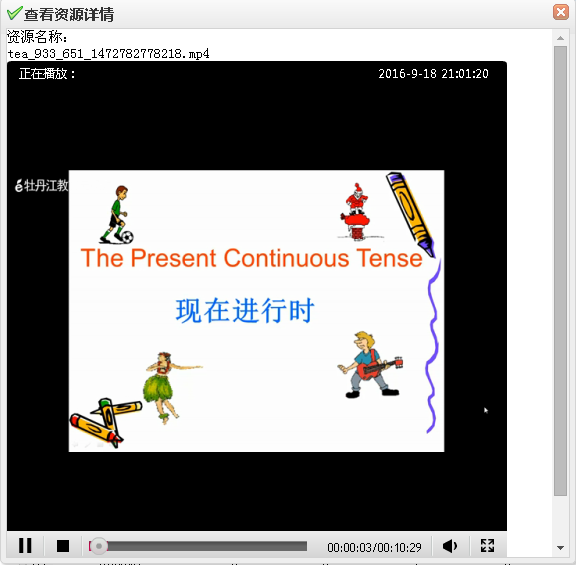 查看资源详情
资源名称:
tea_933_651_1472782778218.mp4
正在播放： 2016-9-18 21:01:20
牡丹江教
The Present Continuous Tense
现在进行时
00:00:03/00:10:29